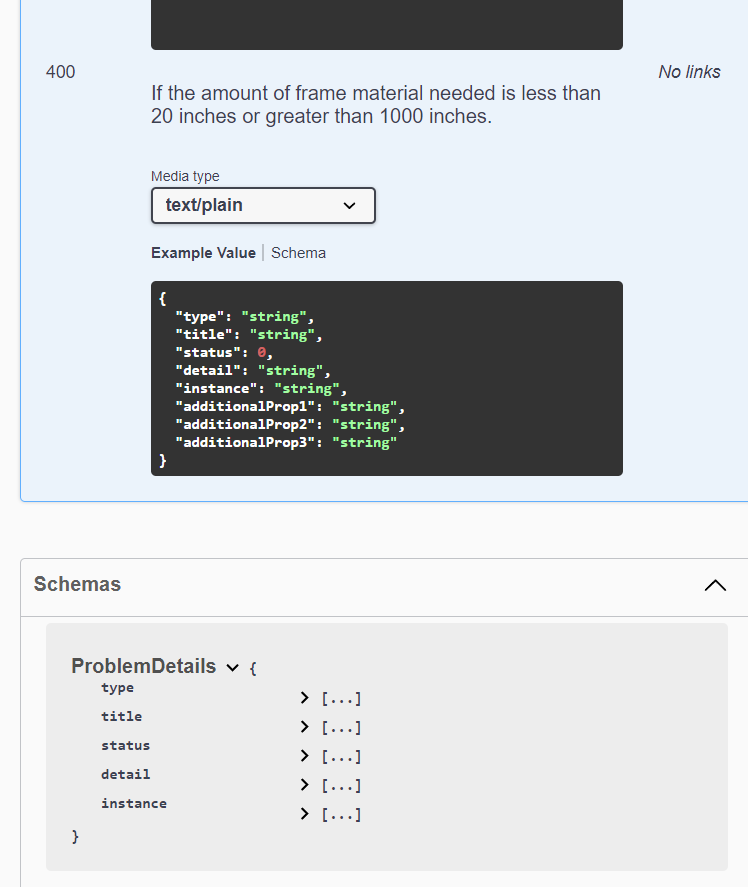 400
No links
If the amount of frame material needed is less than
20 inches or greater than 1000 inches.
Media type
text/plain
Example Value | Schema
{
  "type": "string",
  "title": "string",
  "status": 0,
  "detail": "string",
  "instance": "string",
  "additionalProp1": "string",
  "additionalProp2": "string",
  "additionalProp3": "string"
}
Schemas
ProblemDetails {
type [...]
title [...]
status [...]
detail [...]
instance [...]
}